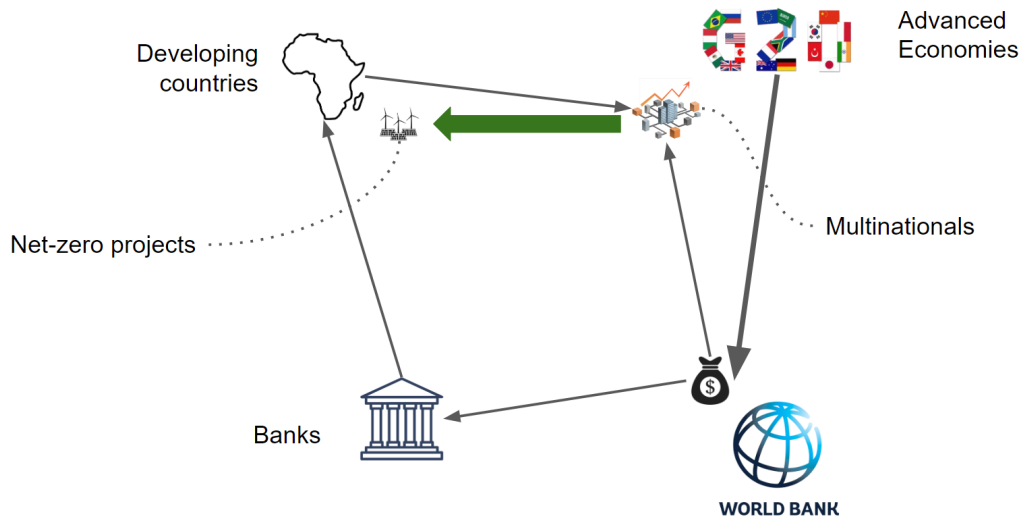 Developing
countries
G20
Advanced
Economies
Net-zero projects
Multinationals
$
Banks
WORLD BANK